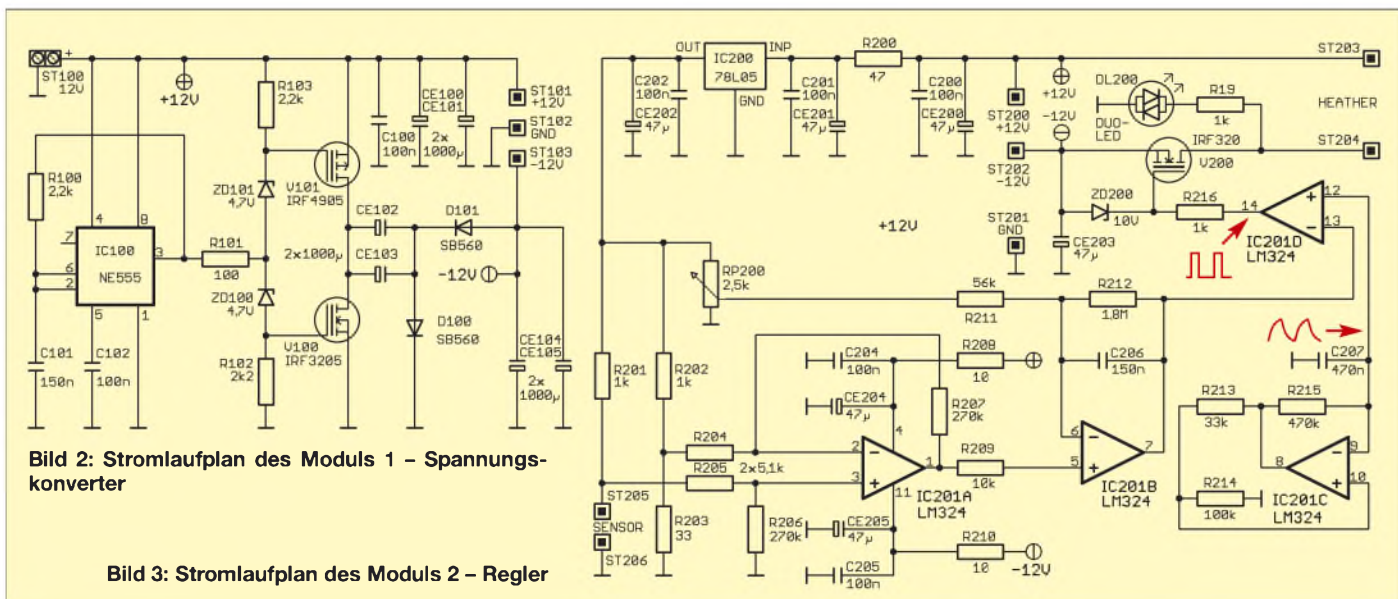 +
ST100
12V
+12V
R103
2,2k
C100
100n
CE100
CE101
2x
1000µ
ST101
+12V
ST102
GND
ST103
-12V
R100
2,2k
ZD101
4,7V
V101
IRF4905
4
8
7
IC100
6
NE555
2
3
5
1
R101
100
CE102
2x1000µ
CE103
D101
SB560
-12V
ZD100
4,7V
V100
IRF3205
D100
SB560
C101
150n
C102
100n
R102
2k2
CE104
CE105
2x
1000µ
Bild 2: Stromlaufplan des Moduls 1 – Spannungs-
konverter
OUT
IC200
78L05
INP
GND
R200
47
C202
100n
CE202
47µ
C201
100n
CE201
47µ
C200
100n
CE200
47µ
ST200
+12V
+12V
-12V
ST202
-12V
ST203
DL200
DUO-
LED
R19
1k
HEATHER
IRF320
V200
ST204
ZD200
10V
R216
1k
14
12
+
13
-
IC201D
LM324
ST201
GND
CE203
47µ
+12V
RP200
2,5k
56k
R211
R212
1,8M
C206
150n
C207
470n
R201
1k
R202
1k
C204
100n
CE204
47µ
R208
10
R207
270k
R204
R205
2x5,1k
2
-
3
+
4
11
1
IC201A
LM324
R209
10k
6
-
5
+
7
IC201B
LM324
R213
33k
R215
470k
9
-
10
+
8
R214
100k
IC201C
LM324
ST205
SENSOR
ST206
R203
33
R206
270k
CE205
47µ
C205
100n
R210
10
-12V
Bild 3: Stromlaufplan des Moduls 2 – Regler